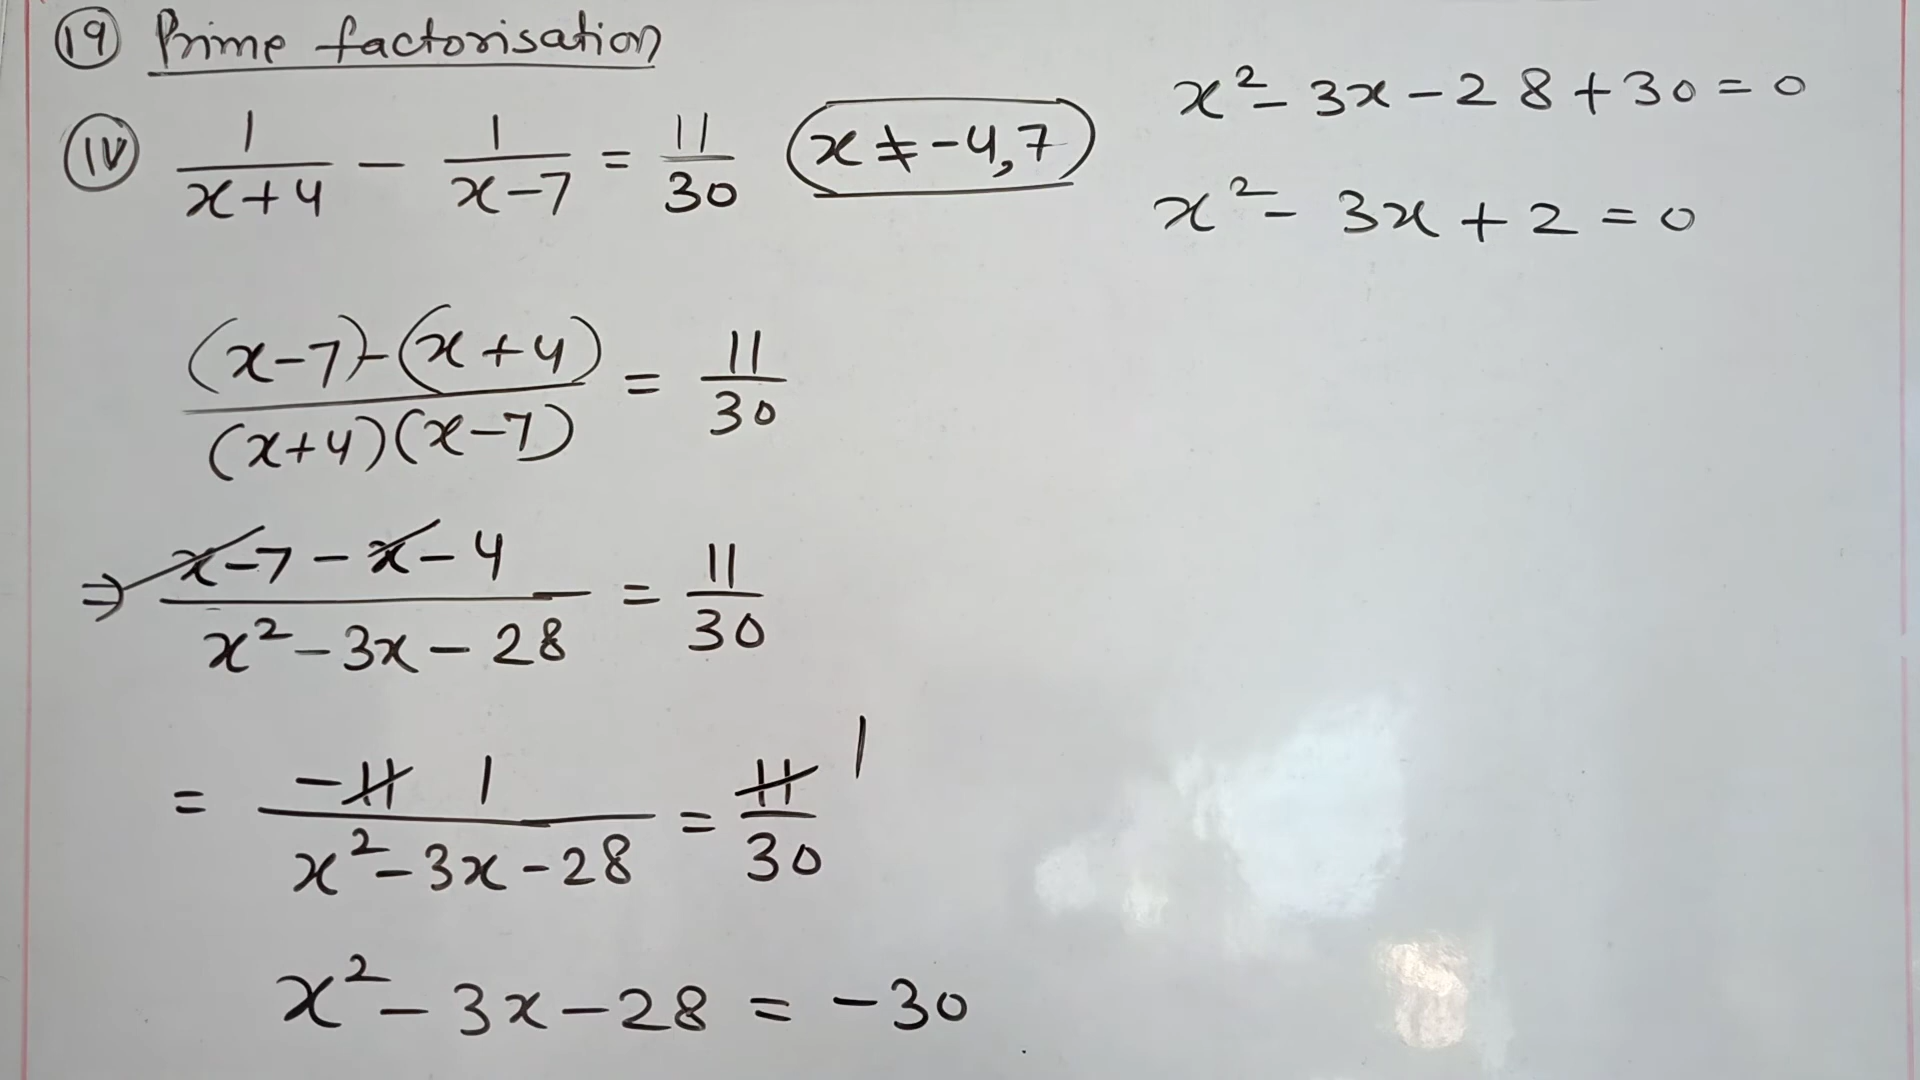 (19) Prime factorisation
(iv) 1/(x+4) - 1/(x-7) = 11/30 (x ≠ -4,7)
((x-7)-(x+4))/((x+4)(x-7)) = 11/30
⇒ (x-7-x-4)/(x²-3x-28) = 11/30
= (-11 1)/(x²-3x-28) = 11/30 1
x²-3x-28 = -30
x²-3x-28+30=0
x²-3x+2=0